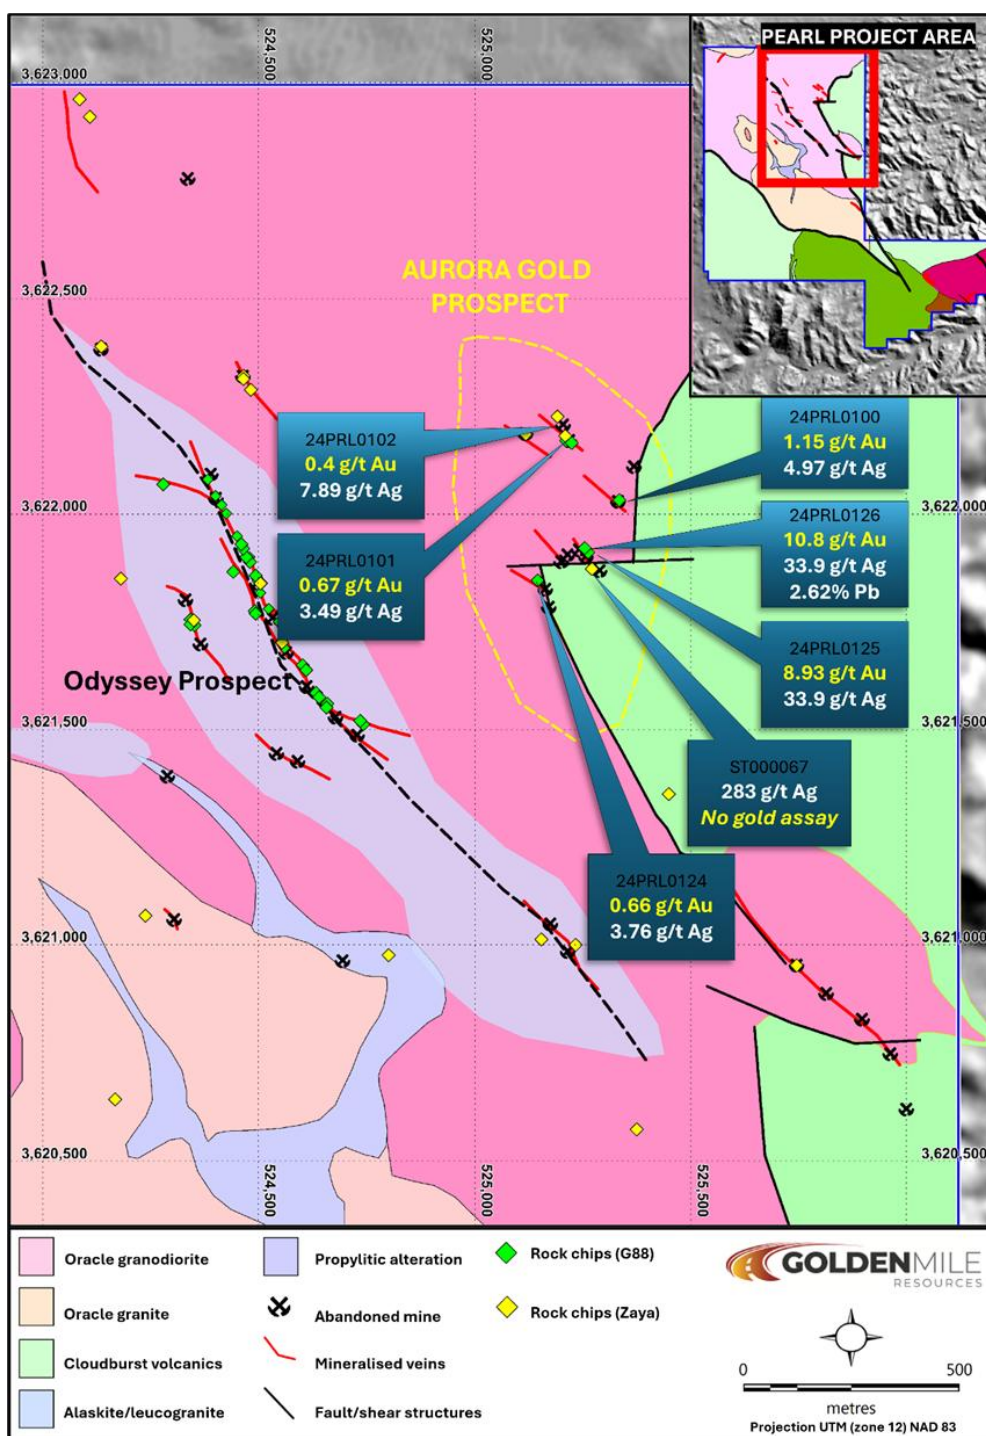 PEARL PROJECT AREA
524,500
525,000
3,623,000
AURORA GOLD
PROSPECT
3,622,500
3,622,500
24PRL0102
0.4 g/t Au
7.89 g/t Ag
24PRL0100
1.15 g/t Au
4.97 g/t Ag
3,622,000
3,622,000
24PRL0101
0.67 g/t Au
3.49 g/t Ag
24PRL0126
10.8 g/t Au
33.9 g/t Ag
2.62% Pb
24PRL0125
8.93 g/t Au
33.9 g/t Ag
Odyssey Prospect
3,621,500
3,621,500
ST000067
283 g/t Ag
No gold assay
24PRL0124
0.66 g/t Au
3.76 g/t Ag
3,621,000
3,621,000
3,620,500
3,620,500
524,500
525,000
525,500
Oracle granodiorite
Oracle granite
Cloudburst volcanics
Alaskite/leucogranite
Propylitic alteration
Abandoned mine
Mineralised veins
Fault/shear structures
Rock chips (G88)
Rock chips (Zaya)
GOLDENMILE
RESOURCES
0 500
metres
Projection UTM (zone 12) NAD 83